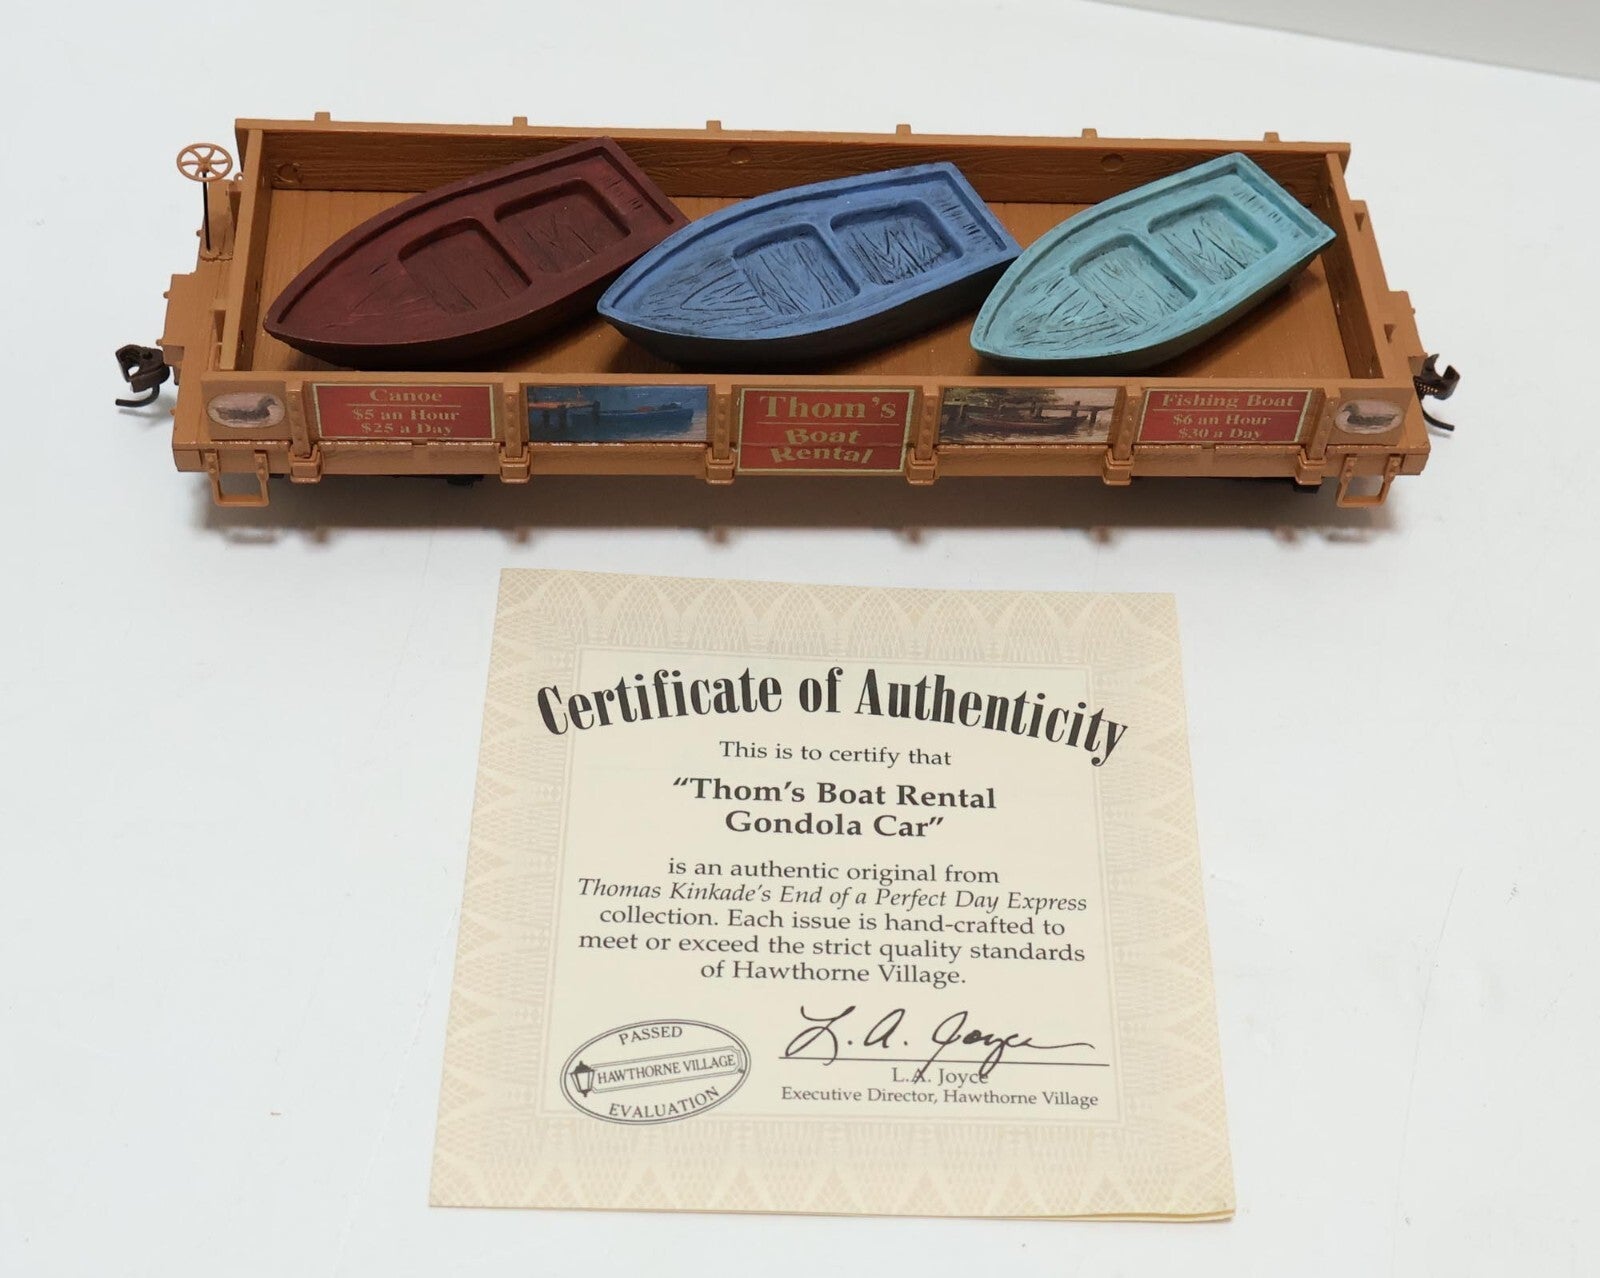 Canoe
$5 an Hour
$25 a Day
Thom's
Boat
Rental
Fishing Boat
$6 an Hour
$30 a Day
Certificate of Authenticity
This is to certify that
“Thom’s Boat Rental
Gondola Car”
is an authentic original from
Thomas Kinkade’s End of a Perfect Day Express
collection. Each issue is hand-crafted to
meet or exceed the strict quality standards
of Hawthorne Village.
PASSED
HAWTHORNE VILLAGE
EVALUATION
L. A. Joyce
L.A. Joyce
Executive Director, Hawthorne Village